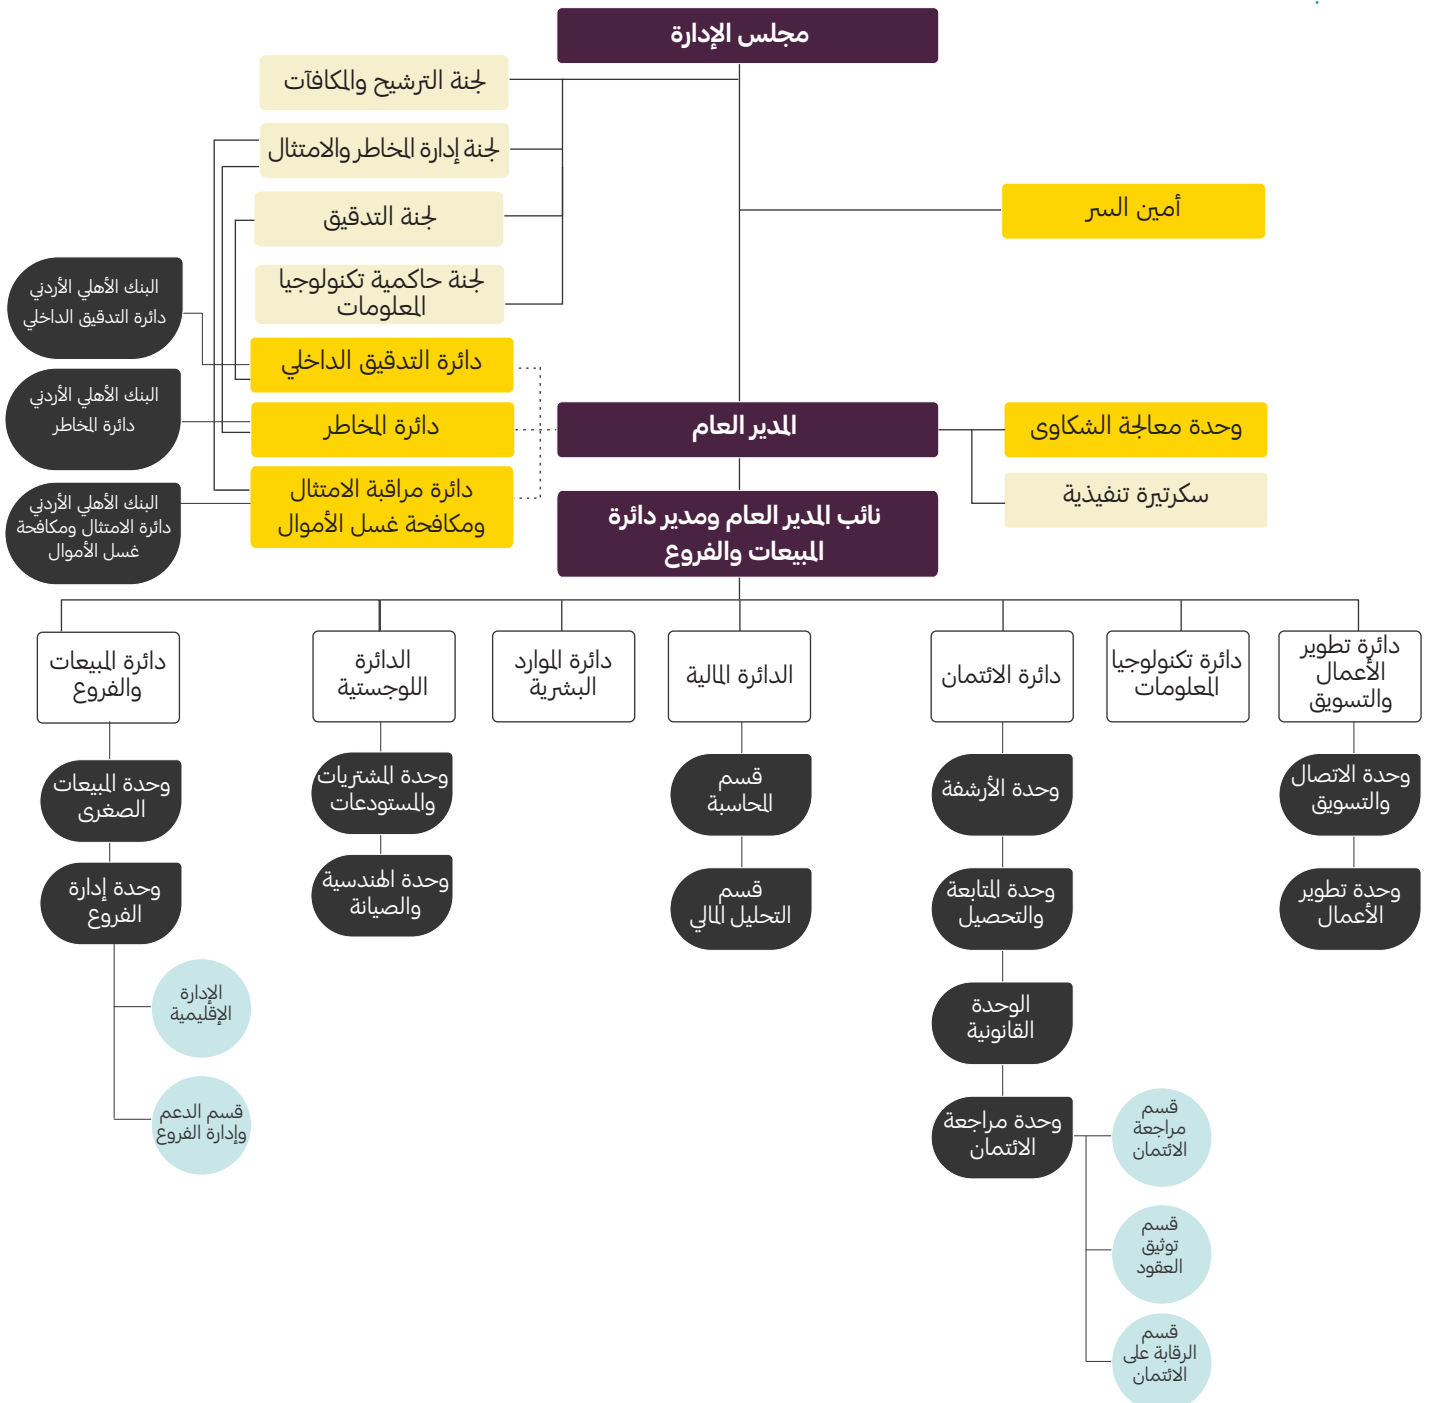 مجلس الإدارة
لجنة الترشيح والمكافآت
لجنة إدارة المخاطر والامتثال
لجنة التدقيق
لجنة حاكمية تكنولوجيا
المعلومات
أمين السر
البنك الأهلي الأردني
دائرة التدقيق الداخلي
دائرة التدقيق الداخلي
البنك الأهلي الأردني
دائرة المخاطر
دائرة المخاطر
المدير العام
وحدة معالجة الشكاوى
سكرتيرة تنفيذية
البنك الأهلي الأردني
دائرة الامتثال ومكافحة
غسل الأموال
دائرة مراقبة الامتثال
ومكافحة غسل الأموال
نائب المدير العام ومدير دائرة
المبيعات والفروع
دائرة تطوير
الأعمال
والتسويق
دائرة تكنولوجيا
المعلومات
دائرة الائتمان
الدائرة المالية
دائرة الموارد
البشرية
الدائرة
اللوجستية
دائرة المبيعات
والفروع
وحدة الاتصال
والتسويق
وحدة تطوير
الأعمال
وحدة الأرشفة
وحدة المتابعة
والتحصيل
الوحدة
القانونية
وحدة مراجعة
الائتمان
قسم
مراجعة
الائتمان
قسم
توثيق
العقود
قسم
الرقابة على
الائتمان
قسم
المحاسبة
قسم
التحليل المالي
وحدة المشتريات
والمستودعات
وحدة الهندسية
والصيانة
وحدة المبيعات
الصغرى
وحدة إدارة
الفروع
الإدارة
الإقليمية
قسم الدعم
وإدارة الفروع